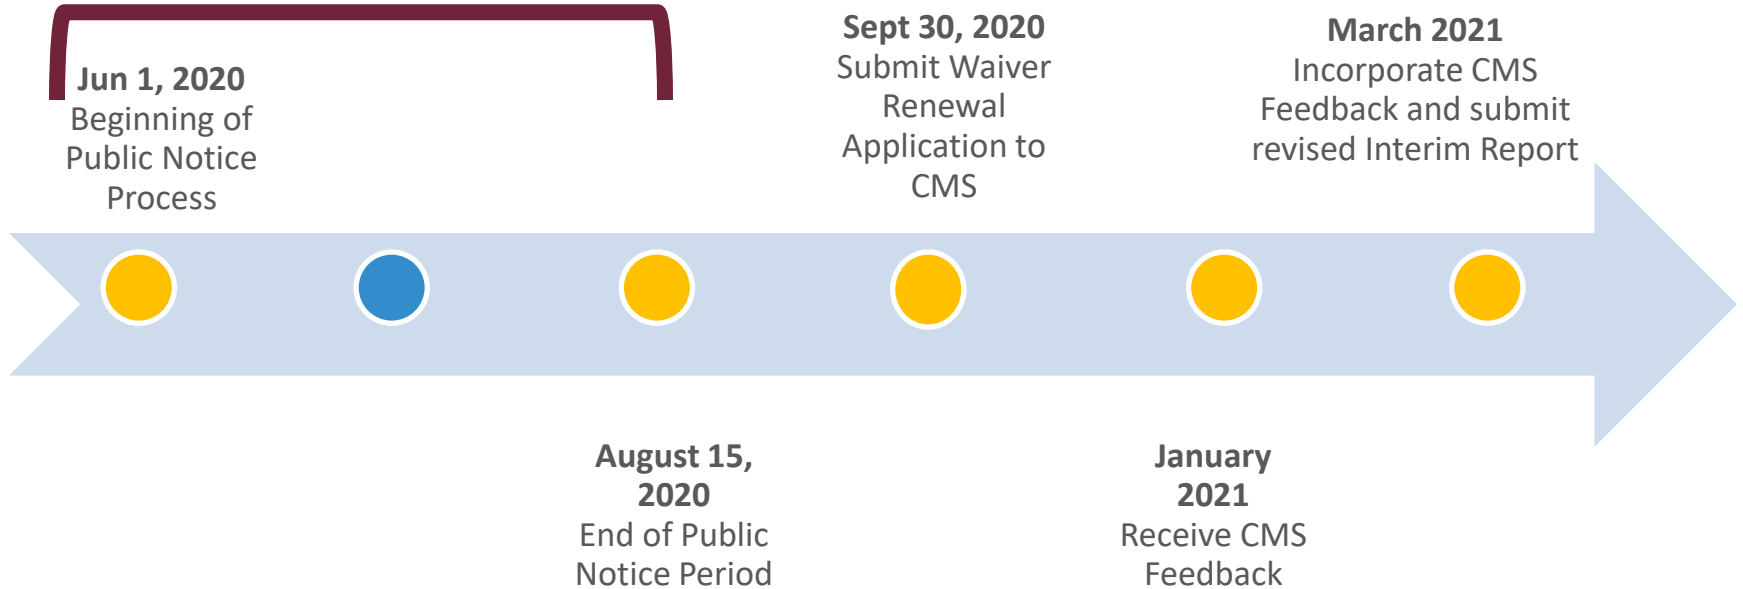 Jun 1, 2020
Beginning of
Public Notice
Process
August 15,
2020
End of Public
Notice Period
Sept 30, 2020
Submit Waiver
Renewal
Application to
CMS
January
2021
Receive CMS
Feedback
March 2021
Incorporate CMS
Feedback and submit
revised Interim Report